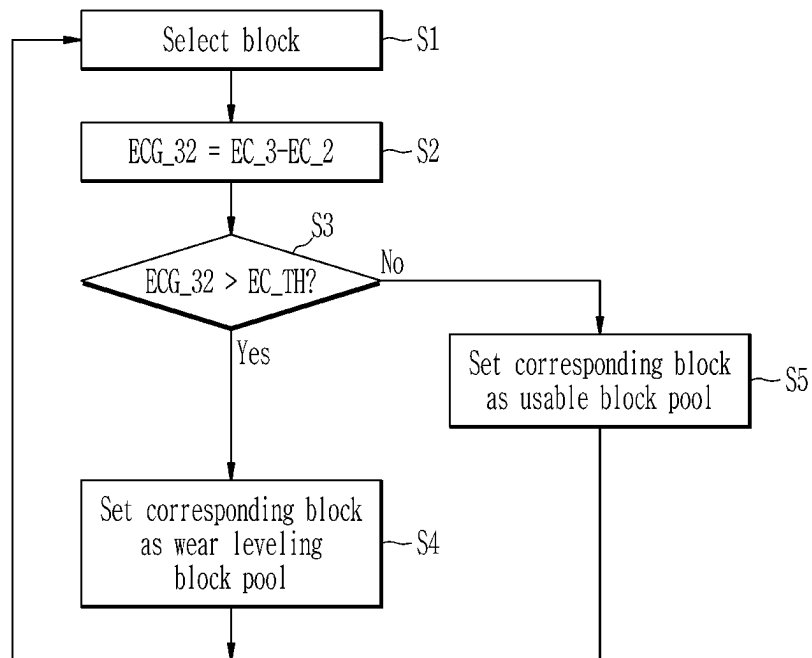 Select block
S1
ECG_32 = EC_3-EC_2
S2
S3
ECG_32 > EC_TH?
No
Yes
Set corresponding block
as usable block pool
S5
Set corresponding block
as wear leveling
block pool
S4